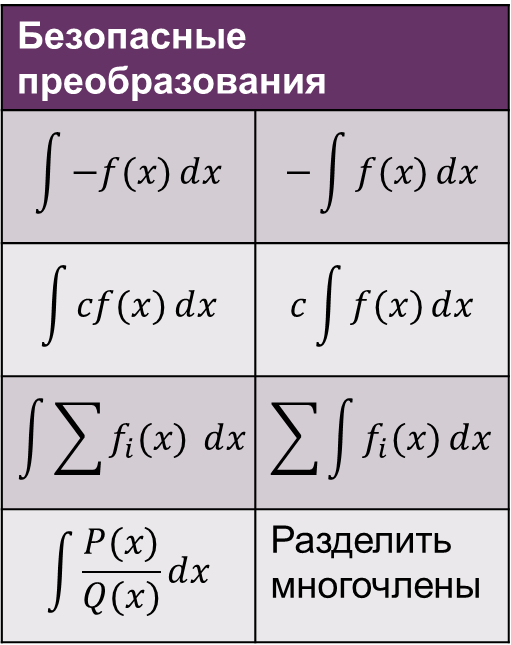 Безопасные
преобразования
∫ −f(x) dx
− ∫ f(x) dx
∫ cf(x) dx
c ∫ f(x) dx
∫ ∑ fᵢ(x) dx
∑ ∫ fᵢ(x) dx
∫ P(x)/Q(x) dx
Разделить
многочлены